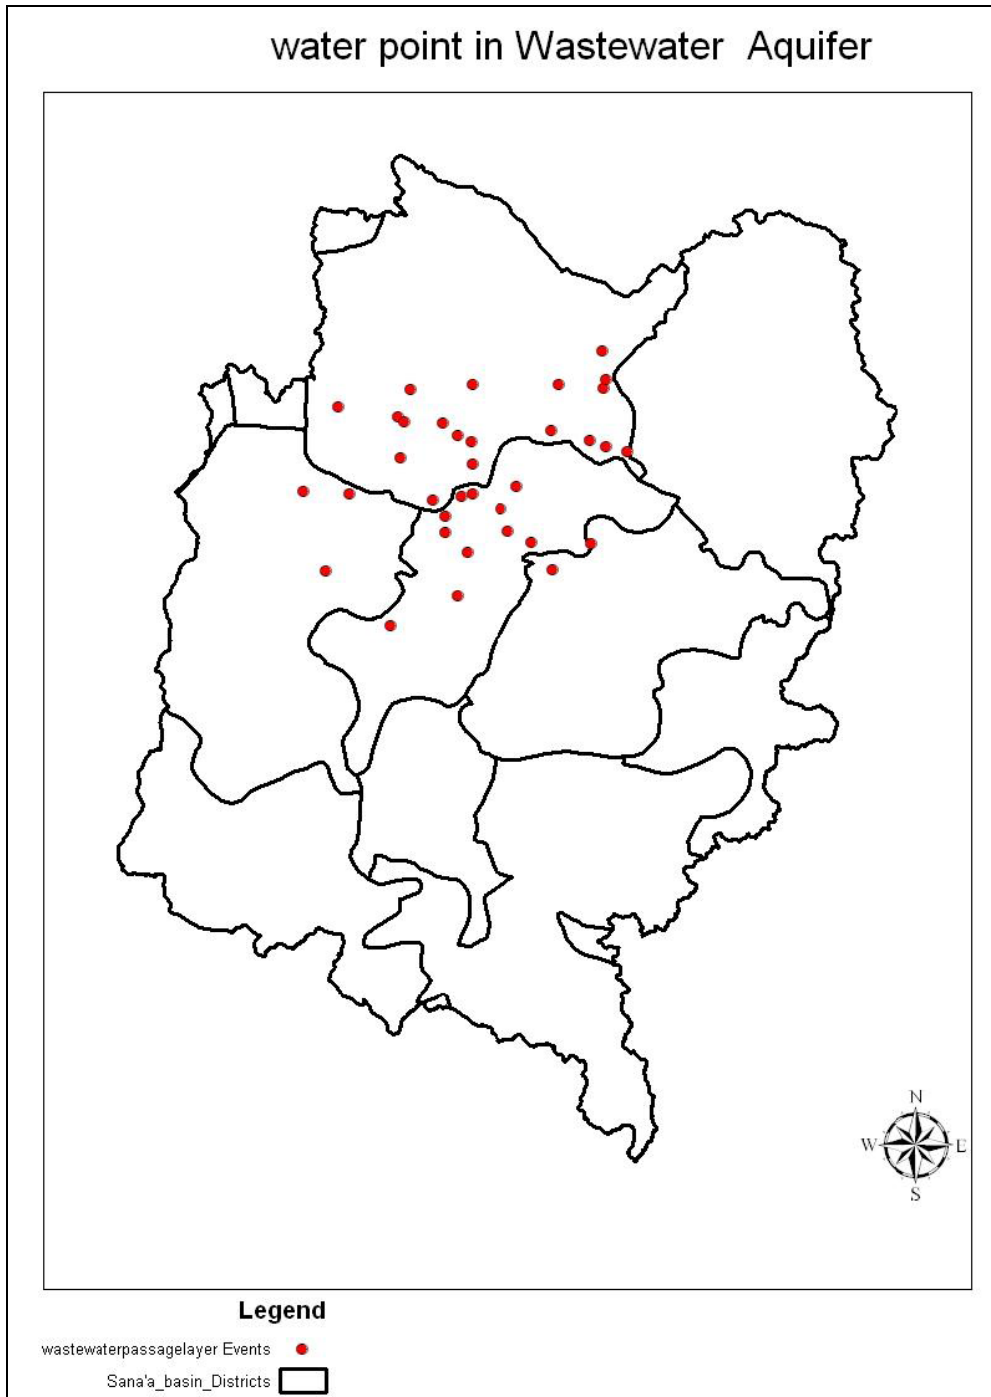 water point in Wastewater  Aquifer
N
W E
S
Legend
wastewaterpassagelayer Events
Sana'a_basin_Districts